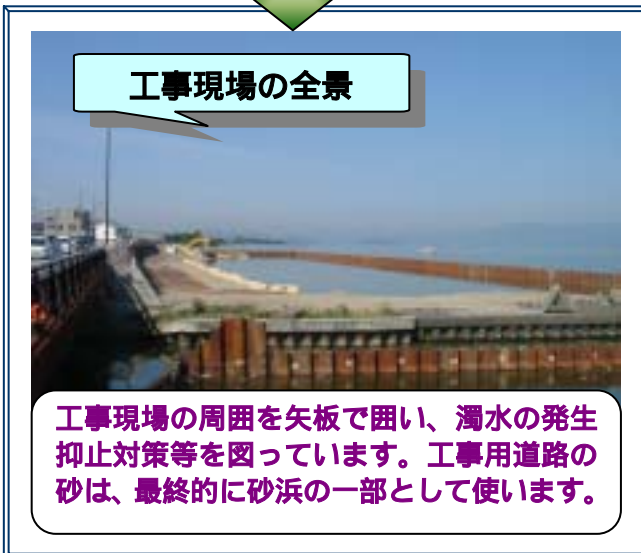 工事現場の全景
工事現場の周囲を矢板で囲い、濁水の発生
抑止対策等を図っています。工事用道路の
砂は、最終的に砂浜の一部として使います。